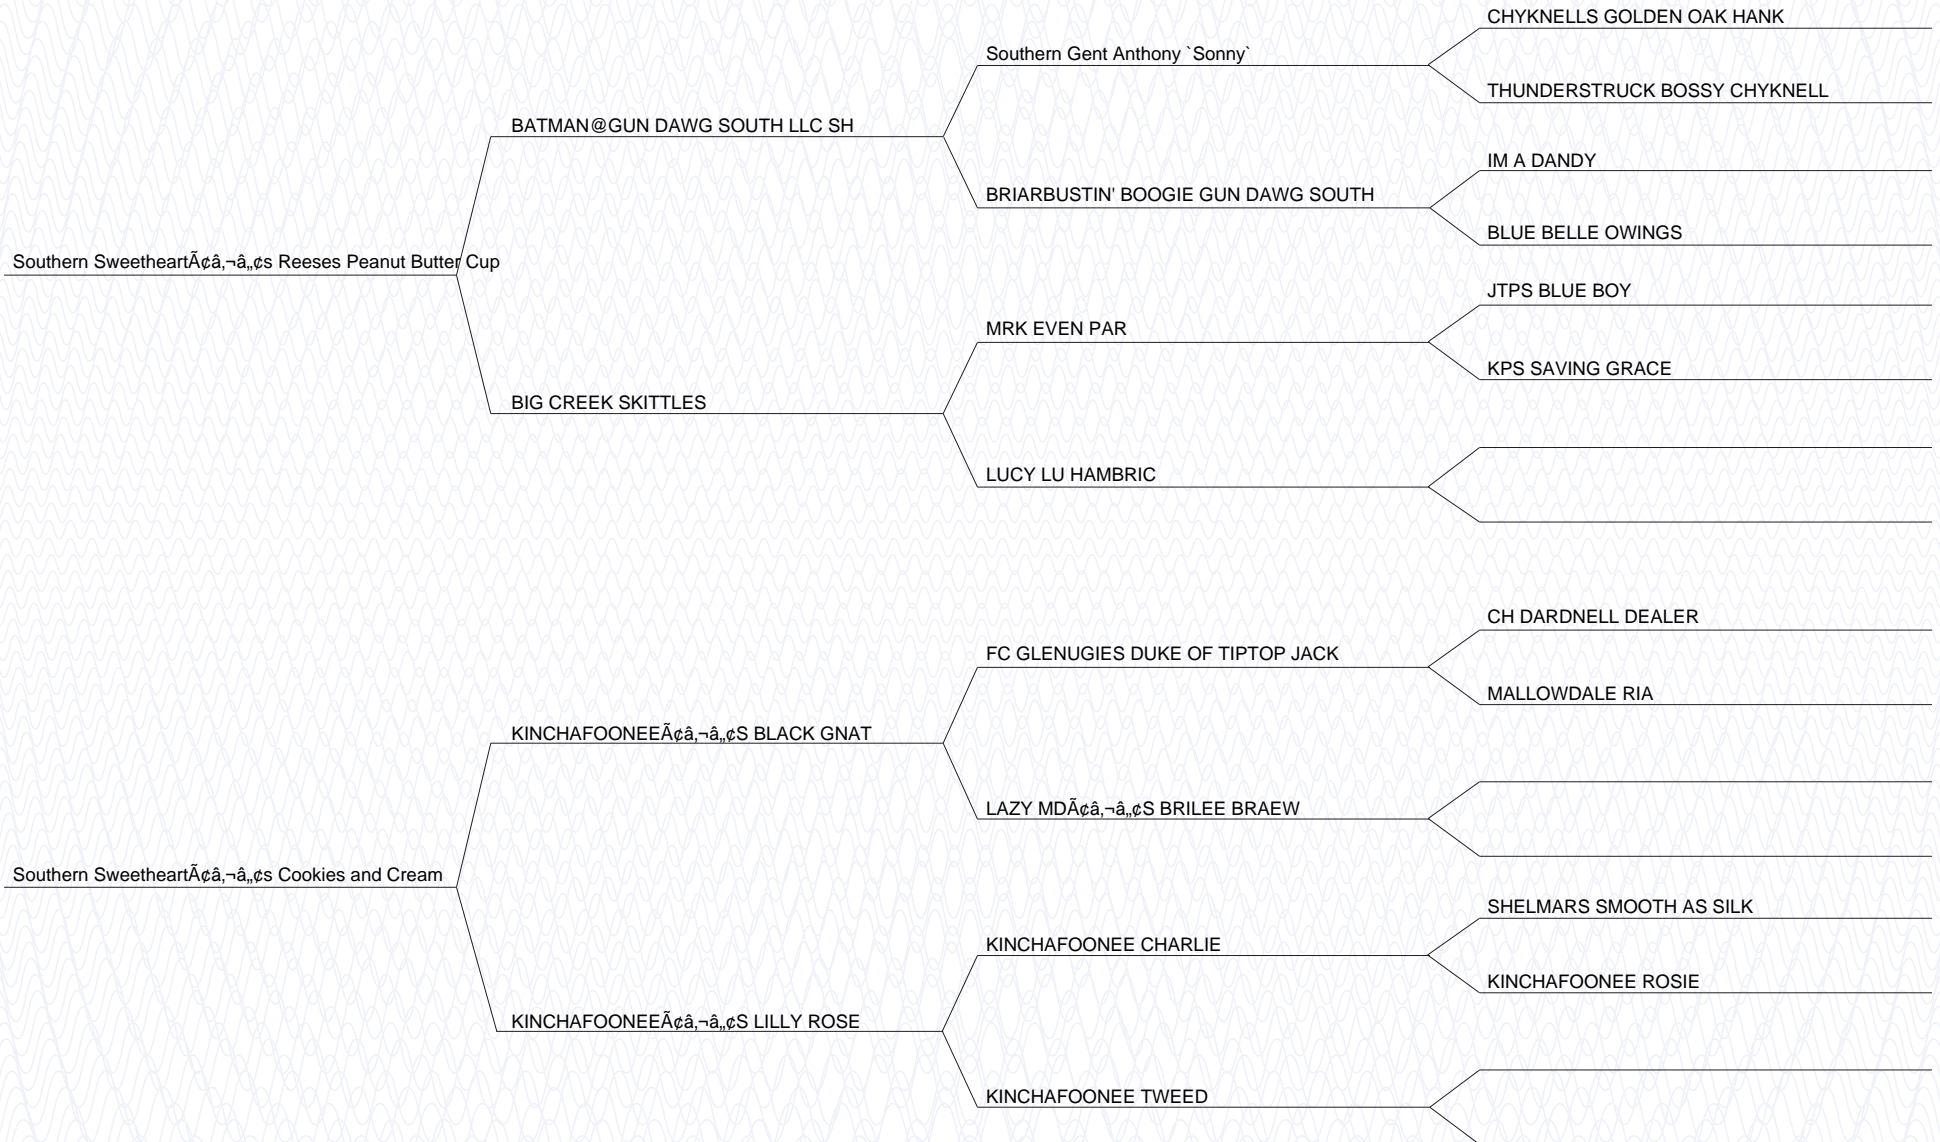 CHYKNELLS GOLDEN OAK HANK
Southern Gent Anthony `Sonny`
THUNDERSTRUCK BOSSY CHYKNELL
BATMAN@GUN DAWG SOUTH LLC SH
IM A DANDY
BRIARBUSTIN' BOOGIE GUN DAWG SOUTH
BLUE BELLE OWINGS
Southern SweetheartÃ¢â‚¬â„¢s Reeses Peanut Butter Cup
JTPS BLUE BOY
MRK EVEN PAR
KPS SAVING GRACE
BIG CREEK SKITTLES
LUCY LU HAMBRIC
CH DARDNELL DEALER
FC GLENUGIES DUKE OF TIPTOP JACK
MALLOWDALE RIA
KINCHAFOONEEÃ¢â‚¬â„¢S BLACK GNAT
LAZY MDÃ¢â‚¬â„¢S BRILEE BRAEW
Southern SweetheartÃ¢â‚¬â„¢s Cookies and Cream
SHELMARS SMOOTH AS SILK
KINCHAFOONEE CHARLIE
KINCHAFOONEE ROSIE
KINCHAFOONEEÃ¢â‚¬â„¢S LILLY ROSE
KINCHAFOONEE TWEED